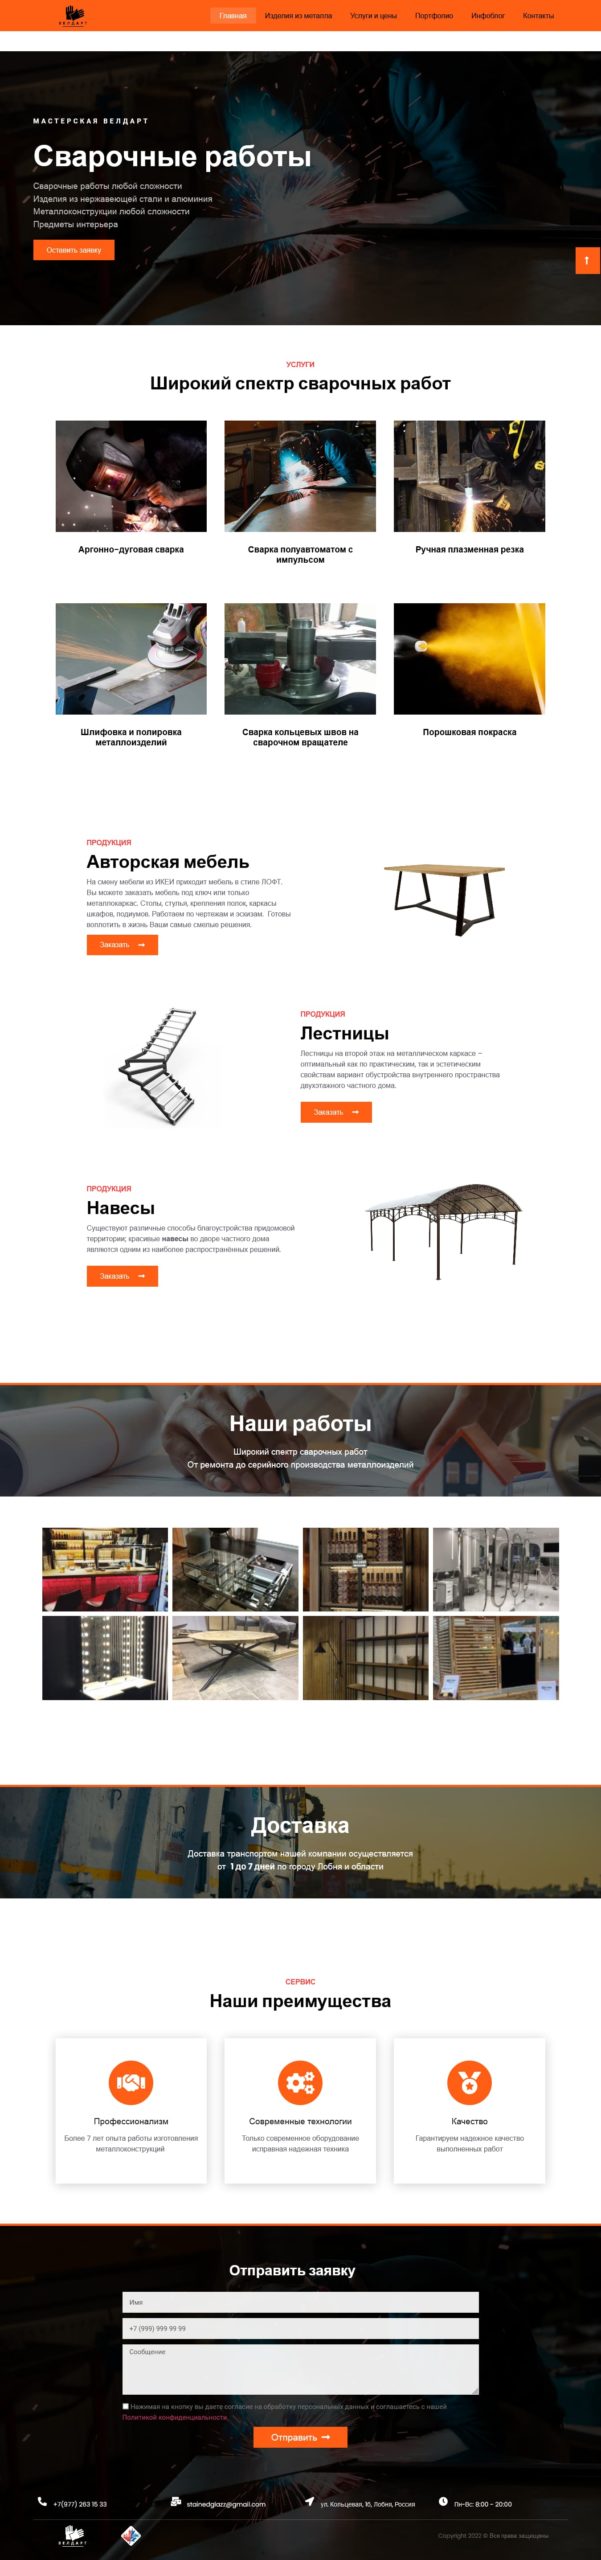 ВЕЛДАРТ
Главная
Изделия из металла
Услуги и цены
Портфолио
Инфоблог
Контакты
МАСТЕРСКАЯ ВЕЛДАРТ
Сварочные работы
Сварочные работы любой сложности
Изделия из нержавеющей стали и алюминия
Металлоконструкции любой сложности
Предметы интерьера
Оставить заявку
УСЛУГИ
Широкий спектр сварочных работ
Аргонно-дуговая сварка
Сварка полуавтоматом с
импульсом
Ручная плазменная резка
Шлифовка и полировка
металлоизделий
Сварка кольцевых швов на
сварочном вращателе
Порошковая покраска
ПРОДУКЦИЯ
Авторская мебель
На смену мебели из ИКЕИ приходит мебель в стиле ЛОФТ.
Вы можете заказать мебель под ключ или только
металлокаркас. Столы, стулья, крепления полок, каркасы
шкафов, подиумов. Работаем по чертежам и эскизам. Готовы
воплотить в жизнь Ваши самые смелые решения.
Заказать
ПРОДУКЦИЯ
Лестницы
Лестницы на второй этаж на металлическом каркасе –
оптимальный как по практическим, так и эстетическим
свойствам вариант обустройства внутреннего пространства
двухэтажного частного дома.
Заказать
ПРОДУКЦИЯ
Навесы
Существуют различные способы благоустройства придомовой
территории; красивые навесы во дворе частного дома
являются одним из наиболее распространённых решений.
Заказать
Наши работы
Широкий спектр сварочных работ
От ремонта до серийного производства металлоизделий
Доставка
Доставка транспортом нашей компании осуществляется
от 1 до 7 дней по городу Лобня и области
СЕРВИС
Наши преимущества
Профессионализм
Более 7 лет опыта работы изготовления
металлоконструкций
Современные технологии
Только современное оборудование
исправная надежная техника
Качество
Гарантируем надежное качество
выполненных работ
Отправить заявку
Имя
+7 (999) 999 99 99
Сообщение
Нажимая на кнопку вы даете согласие на обработку персональных данных и соглашаетесь с нашей
Политикой конфиденциальности.
Отправить
+7(977) 263 15 33
stainedglazz@gmail.com
ул. Кольцевая, 16, Лобня, Россия
Пн-Вс: 8:00 - 20:00
ВЕЛДАРТ
Copyright 2022 © Все права защищены